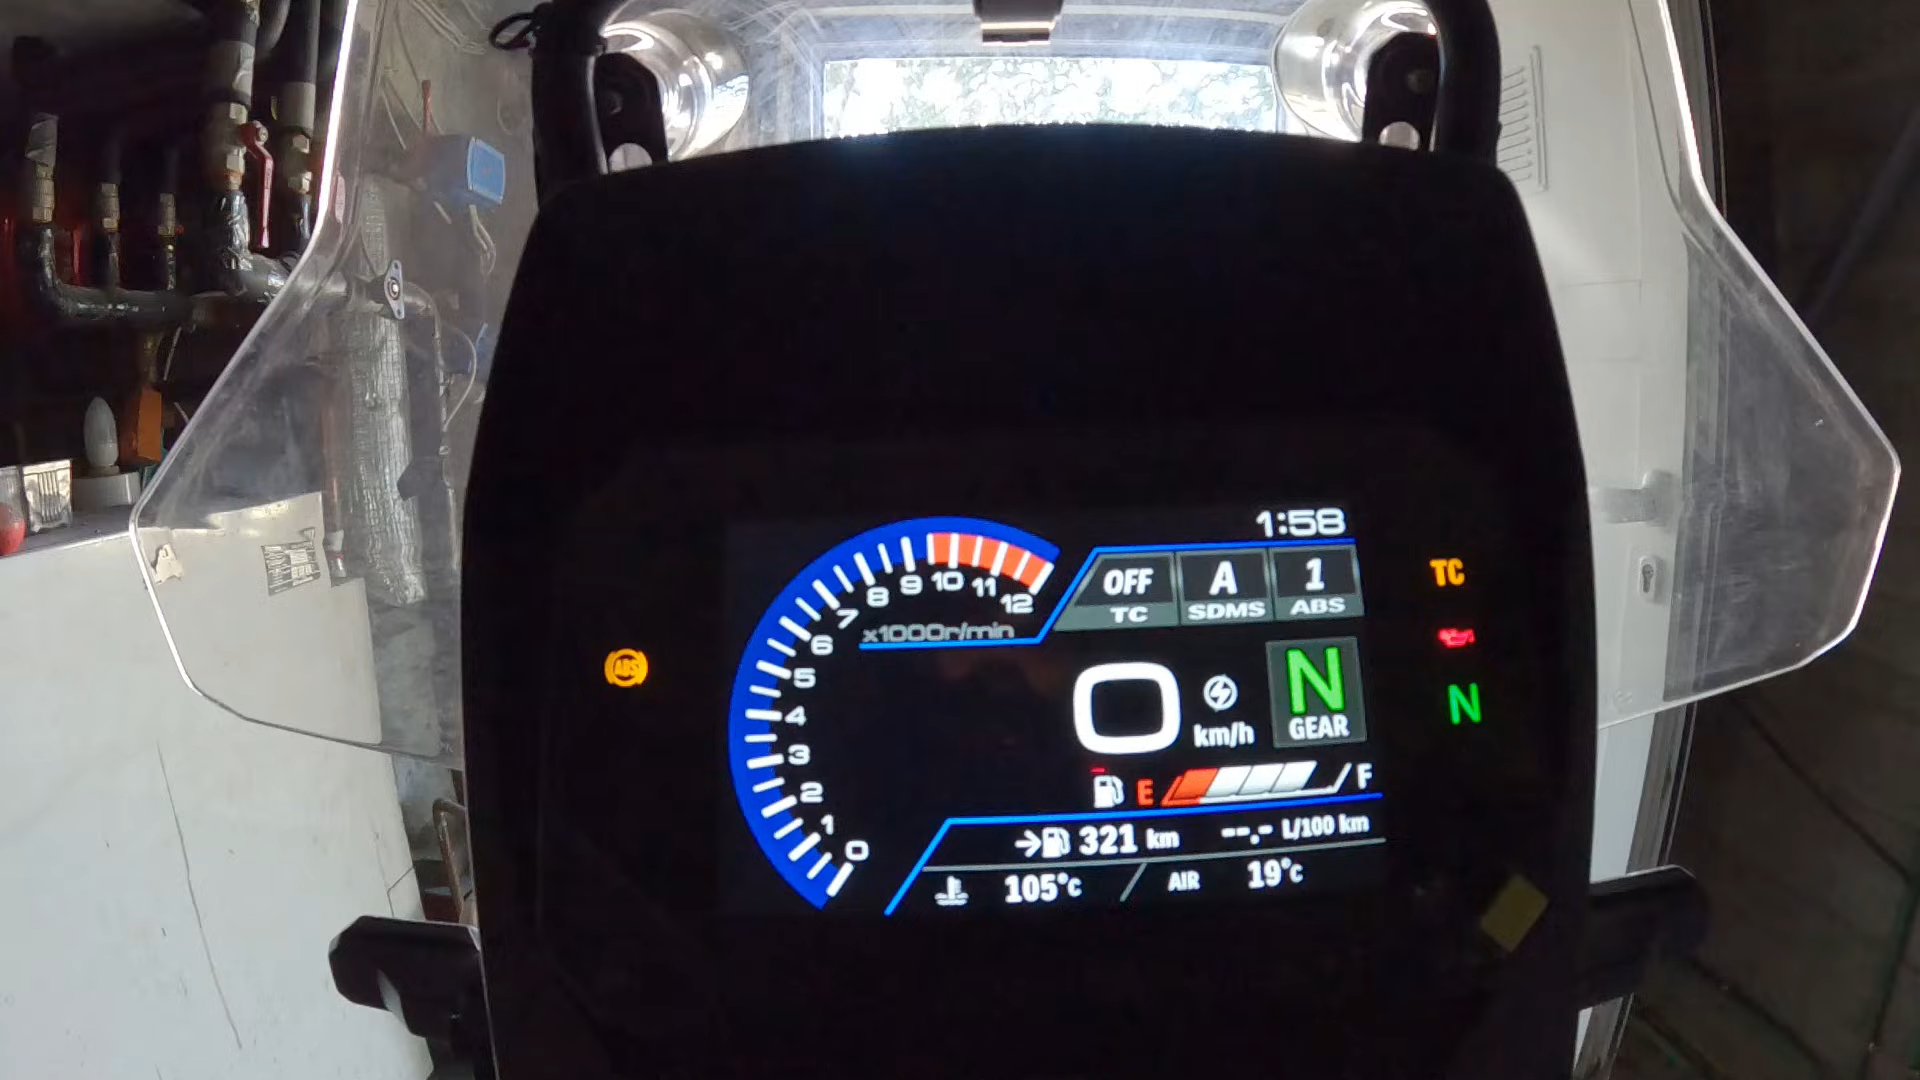 1:58
OFF A 1
TC SDMS ABS
TC
12
11
10
9
8
7
6
5
4
3
2
1
0
x1000r/min
ABS
0 km/h
N
GEAR
N
E F
321 km --.- L/100 km
105°C AIR 19°C